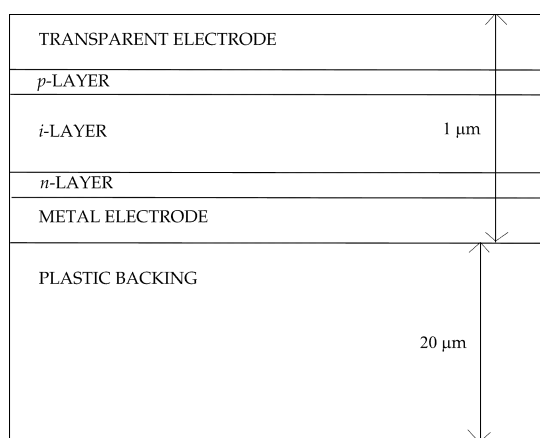 TRANSPARENT ELECTRODE
p-LAYER
i-LAYER
1 μm
n-LAYER
METAL ELECTRODE
PLASTIC BACKING
20 μm